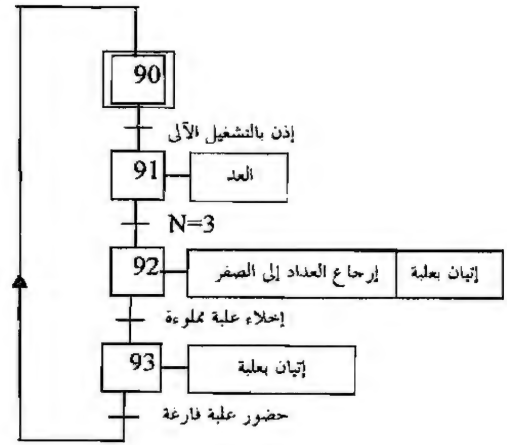 90
إذن بالتشغيل الآلي
91 العد
N=3
92 إرجاع العداد إلى الصفر إتيان بعلبة
إخلاء علبة مملوءة
93 إتيان بعلبة
حضور علبة فارغة